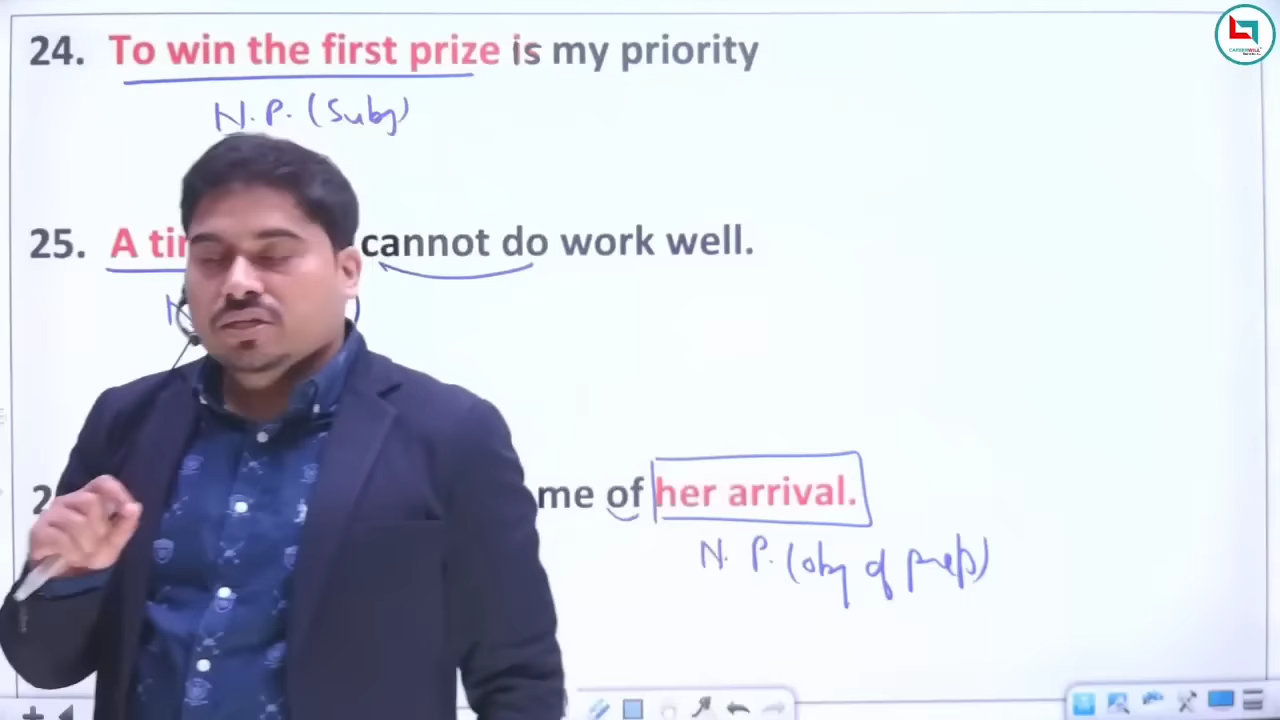 24. To win the first prize is my priority
N. P. (Subj)
25. A cannot do work well.
me of her arrival.
N. P. (obj of prep)
CAREERWILL